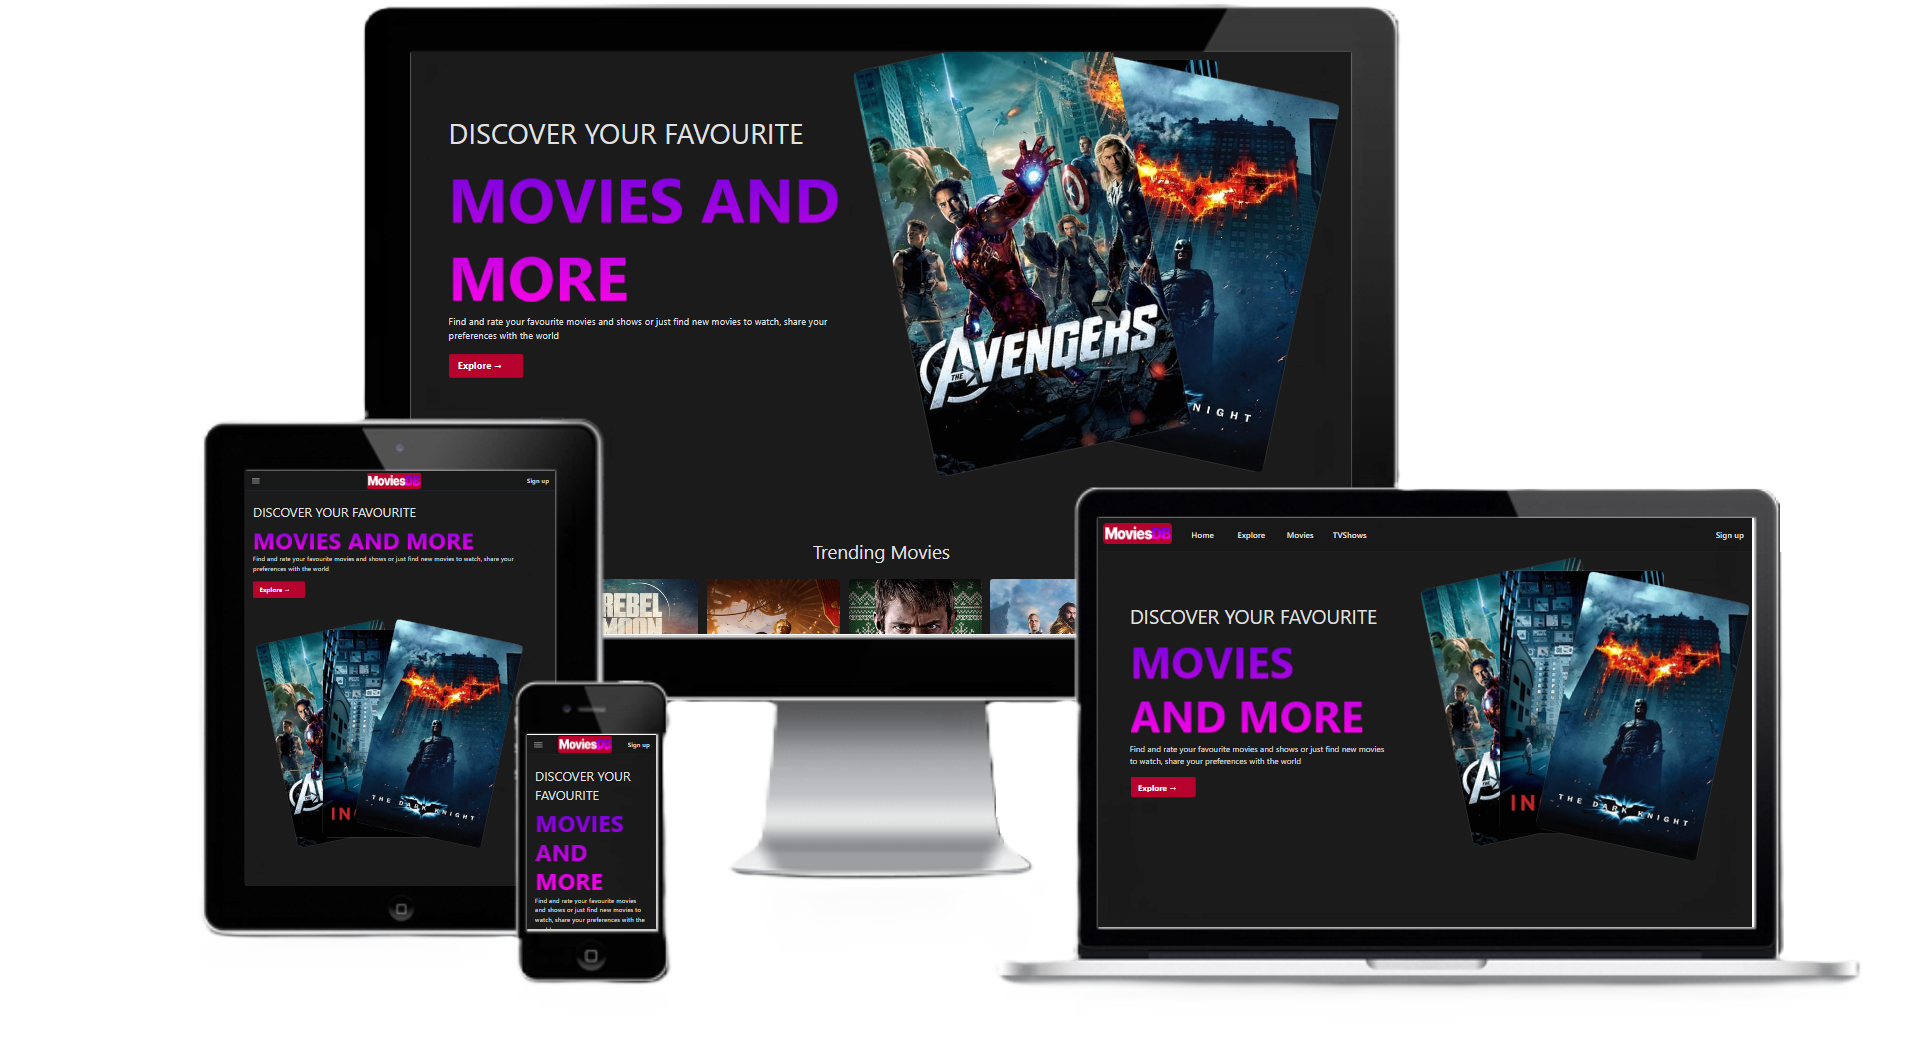 DISCOVER YOUR FAVOURITE
MOVIES AND
MORE
Find and rate your favourite movies and shows or just find new movies to watch, share your
preferences with the world
Explore →
THE AVENGERS
NIGHT
Trending Movies
REBEL
MOON
MoviesDB
Sign up
DISCOVER YOUR FAVOURITE
MOVIES AND MORE
Find and rate your favourite movies and shows or just find new movies to watch, share your
preferences with the world
Explore →
A
IN
THE DARK KNIGHT
MoviesDB
Sign up
DISCOVER YOUR
FAVOURITE
MOVIES
AND
MORE
Find and rate your favourite movies
and shows or just find new movies to
watch, share your preferences with the
MoviesDB
Home
Explore
Movies
TVShows
Sign up
DISCOVER YOUR FAVOURITE
MOVIES
AND MORE
Find and rate your favourite movies and shows or just find new movies
to watch, share your preferences with the world
Explore →
A
IN
THE DARK KNIGHT